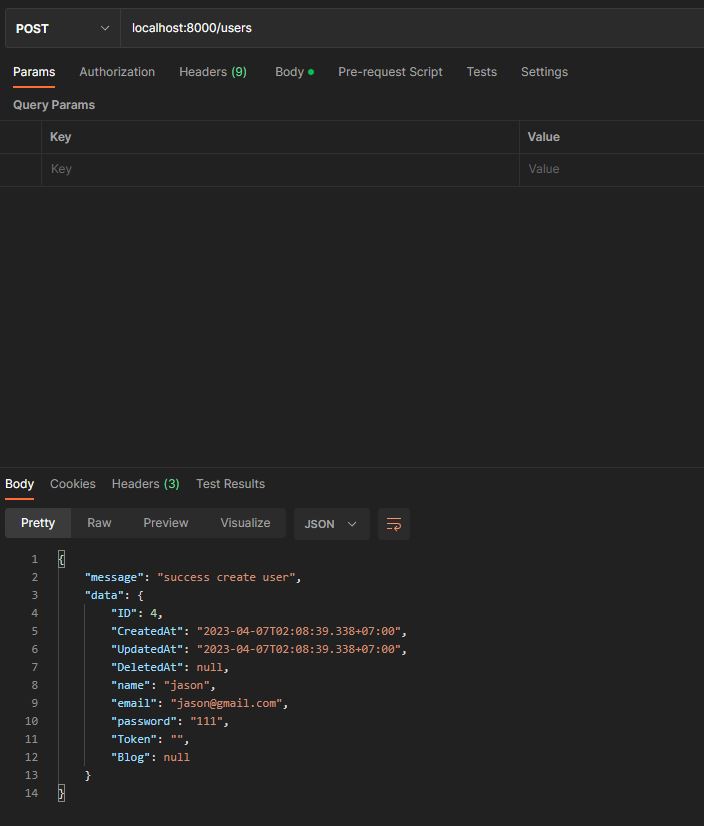 POST localhost:8000/users
Params Authorization Headers (9) Body Pre-request Script Tests Settings
Query Params
Key Value
Key Value
Body Cookies Headers (3) Test Results
Pretty Raw Preview Visualize JSON
1 {
2 "message": "success create user",
3 "data": {
4 "ID": 4,
5 "CreatedAt": "2023-04-07T02:08:39.338+07:00",
6 "UpdatedAt": "2023-04-07T02:08:39.338+07:00",
7 "DeletedAt": null,
8 "name": "jason",
9 "email": "jason@gmail.com",
10 "password": "111",
11 "Token": "",
12 "Blog": null
13 }
14 }